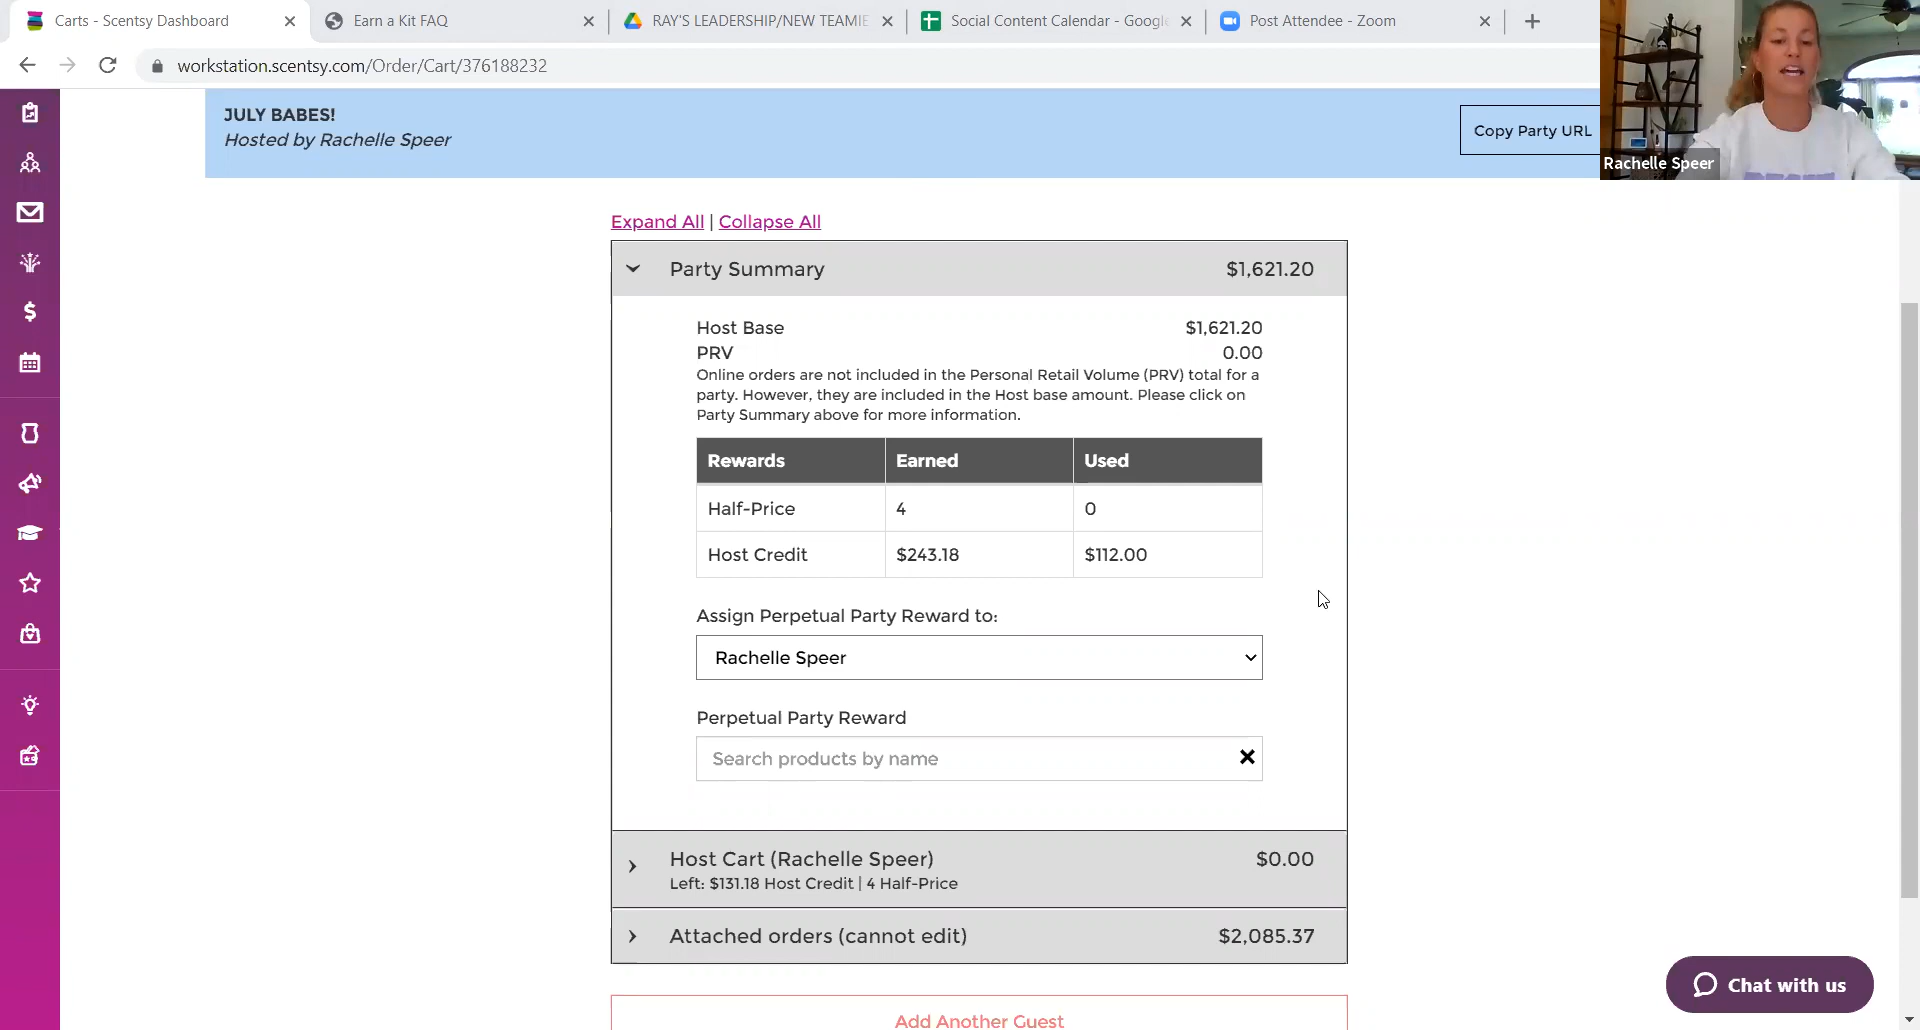 Carts - Scentsy Dashboard
Earn a Kit FAQ
RAY'S LEADERSHIP/NEW TEAMIE
Social Content Calendar - Google
Post Attendee - Zoom
workstation.scentsy.com/Order/Cart/376188232
JULY BABES!
Hosted by Rachelle Speer
Copy Party URL
Rachelle Speer
Expand All | Collapse All
Party Summary $1,621.20
Host Base $1,621.20
PRV 0.00
Online orders are not included in the Personal Retail Volume (PRV) total for a
party. However, they are included in the Host base amount. Please click on
Party Summary above for more information.
Rewards Earned Used
Half-Price 4 0
Host Credit $243.18 $112.00
Assign Perpetual Party Reward to:
Rachelle Speer
Perpetual Party Reward
Search products by name
Host Cart (Rachelle Speer) $0.00
Left: $131.18 Host Credit | 4 Half-Price
Attached orders (cannot edit) $2,085.37
Add Another Guest
Chat with us